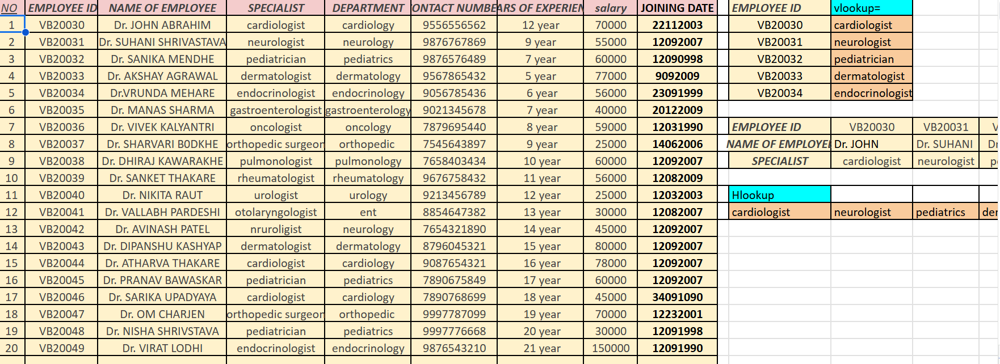 NO EMPLOYEE ID NAME OF EMPLOYEE SPECIALIST DEPARTMENT ONTACT NUMBE ARS OF EXPERIEN salary JOINING DATE EMPLOYEE ID vlookup=
1 VB20030 Dr. JOHN ABRAHIM cardiologist cardiology 9556556562 12 year 70000 22112003 VB20030 cardiologist
2 VB20031 Dr. SUHANI SHRIVASTAVA neurologist neurology 9876767869 9 year 55000 12092007 VB20031 neurologist
3 VB20032 Dr. SANIKA MENDHE pediatrician pediatrics 9876576489 7 year 60000 12090998 VB20032 pediatrician
4 VB20033 Dr. AKSHAY AGRAWAL dermatologist dermatology 9567865432 5 year 77000 9092009 VB20033 dermatologist
5 VB20034 Dr.VRUNDA MEHARE endocrinologist endocrinology 9056785436 6 year 56000 23091999 VB20034 endocrinologist
6 VB20035 Dr. MANAS SHARMA gastroenterologist gastroenterology 9021345678 7 year 40000 20122009
7 VB20036 Dr. VIVEK KALYANTRI oncologist oncology 7879695440 8 year 59000 12031990 EMPLOYEE ID VB20030 VB20031 V
8 VB20037 Dr. SHARVARI B0DKHE orthopedic surgeon orthopedic 7545643897 9 year 25000 14062006 NAME OF EMPLOYEE Dr. JOHN Dr. SUHANI Dr
9 VB20038 Dr. DHIRAJ KAWARAKHE pulmonologist pulmonology 7658403434 10 year 60000 12092007 SPECIALIST cardiologist neurologist pe
10 VB20039 Dr. SANKET THAKARE rheumatologist rheumatology 9676758432 11 year 56000 12082009
11 VB20040 Dr. NIKITA RAUT urologist urology 9213456789 12 year 25000 12032003 Hlookup
12 VB20041 Dr. VALLABH PARDESHI otolaryngologist ent 8854647382 13 year 30000 12082007 cardiologist neurologist pediatrics der
13 VB20042 Dr. AVINASH PATEL nruroligist neurology 7654321890 14 year 45000 12092007
14 VB20043 Dr. DIPANSHU KASHYAP dermatologist dermatology 8796045321 15 year 80000 12092007
15 VB20044 Dr. ATHARVA THAKARE cardiologist cardiology 9087654321 16 year 78000 12092007
16 VB20045 Dr. PRANAV BAWASKAR pediatrician pediatrics 7890675849 17 year 60000 12092007
17 VB20046 Dr. SARIKA UPADYAYA cardiologist cardiology 7890768699 18 year 45000 34091090
18 VB20047 Dr. OM CHARJEN orthopedic surgeon orthopedic 9997787099 19 year 70000 12232001
19 VB20048 Dr. NISHA SHRIVSTAVA pediatrician pediatrics 9997776668 20 year 30000 12091998
20 VB20049 Dr. VIRAT LODHI endocrinologist endocrinology 9876543210 21 year 150000 12091990